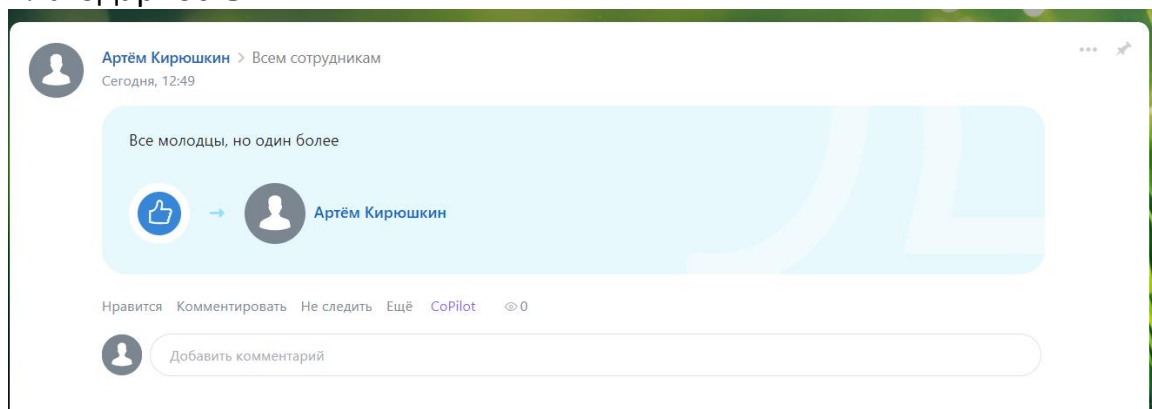 Артём Кирюшкин > Всем сотрудникам
Сегодня, 12:49
Все молодцы, но один более
Артём Кирюшкин
Нравится Комментировать Не следить Ещё CoPilot 0
Добавить комментарий